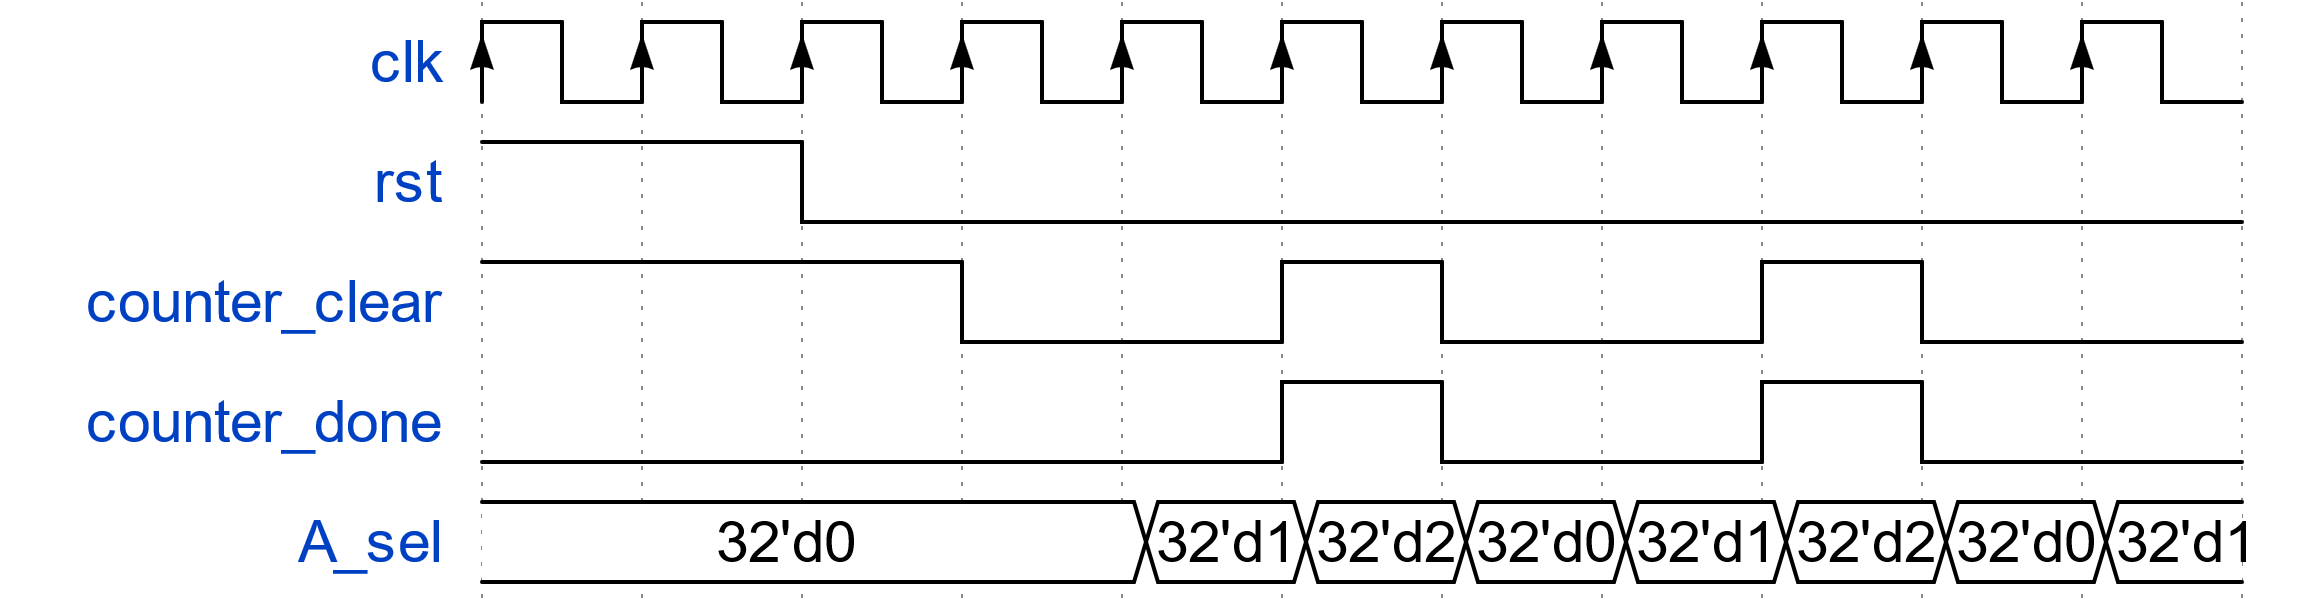 clk
rst
counter_clear
counter_done
A_sel 32'd0 32'd1 32'd2 32'd0 32'd1 32'd2 32'd0 32'd1